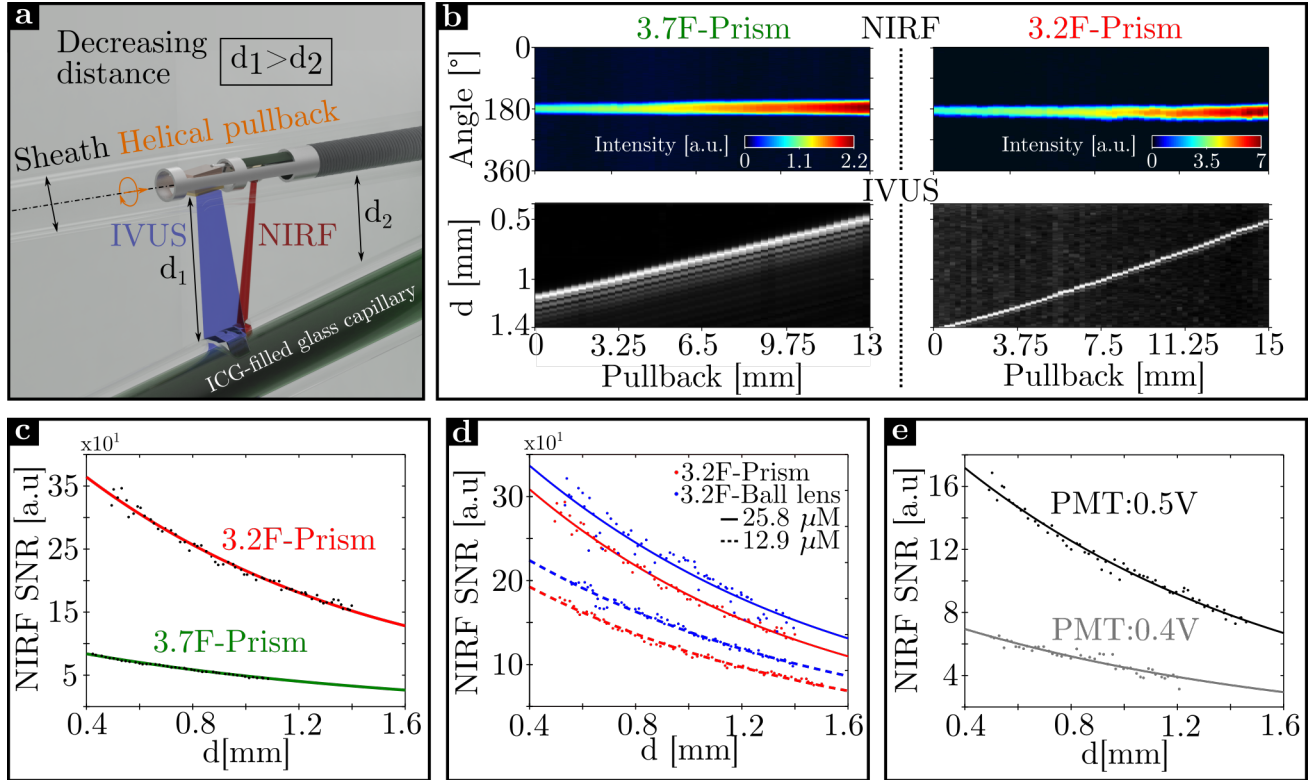 a
Decreasing
distance
d1>d2
Sheath
Helical pullback
IVUS
NIRF
d1
d2
ICG-filled glass capillary
b
3.7F-Prism
NIRF
3.2F-Prism
Angle [°]
0
180
360
Intensity [a.u.]
0
1.1
2.2
Intensity [a.u.]
0
3.5
7
IVUS
d [mm]
0.5
1
1.4
0
3.25
6.5
9.75
13
Pullback [mm]
0
3.75
7.5
11.25
15
Pullback [mm]
c
x10¹
NIRF SNR [a.u]
35
25
15
5
3.2F-Prism
3.7F-Prism
0.4
0.8
1.2
1.6
d[mm]
d
x10¹
NIRF SNR [a.u]
30
20
10
3.2F-Prism
3.2F-Ball lens
25.8 μM
12.9 μM
0.4
0.8
1.2
1.6
d [mm]
e
NIRF SNR [a.u]
16
12
8
4
PMT:0.5V
PMT:0.4V
0.4
0.8
1.2
1.6
d[mm]